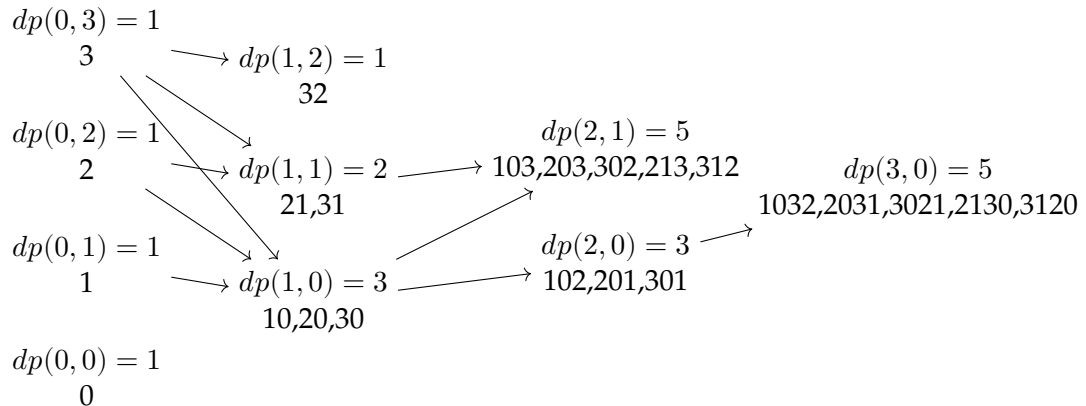 dp(0, 3) = 1
3
dp(1, 2) = 1
32
dp(0, 2) = 1
2
dp(1, 1) = 2
21,31
dp(2, 1) = 5
103,203,302,213,312
dp(3, 0) = 5
1032,2031,3021,2130,3120
dp(0, 1) = 1
1
dp(1, 0) = 3
10,20,30
dp(2, 0) = 3
102,201,301
dp(0, 0) = 1
0